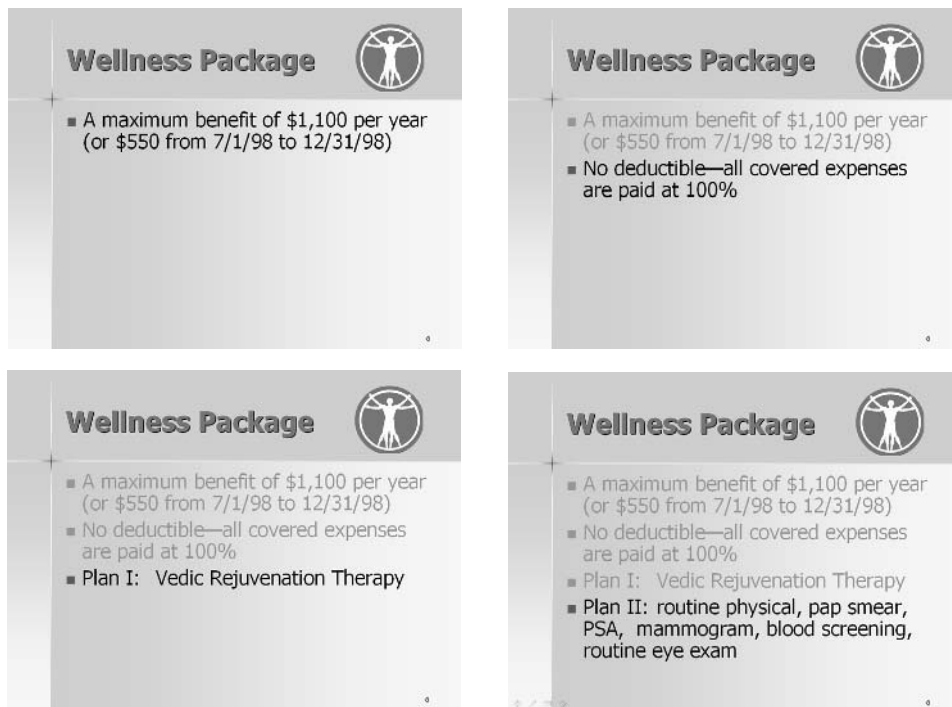 Wellness Package
■ A maximum benefit of $1,100 per year
(or $550 from 7/1/98 to 12/31/98)
Wellness Package
■ A maximum benefit of $1,100 per year
(or $550 from 7/1/98 to 12/31/98)
■ No deductible—all covered expenses
are paid at 100%
Wellness Package
■ A maximum benefit of $1,100 per year
(or $550 from 7/1/98 to 12/31/98)
■ No deductible—all covered expenses
are paid at 100%
■ Plan I: Vedic Rejuvenation Therapy
Wellness Package
■ A maximum benefit of $1,100 per year
(or $550 from 7/1/98 to 12/31/98)
■ No deductible—all covered expenses
are paid at 100%
■ Plan I: Vedic Rejuvenation Therapy
■ Plan II: routine physical, pap smear,
PSA, mammogram, blood screening,
routine eye exam